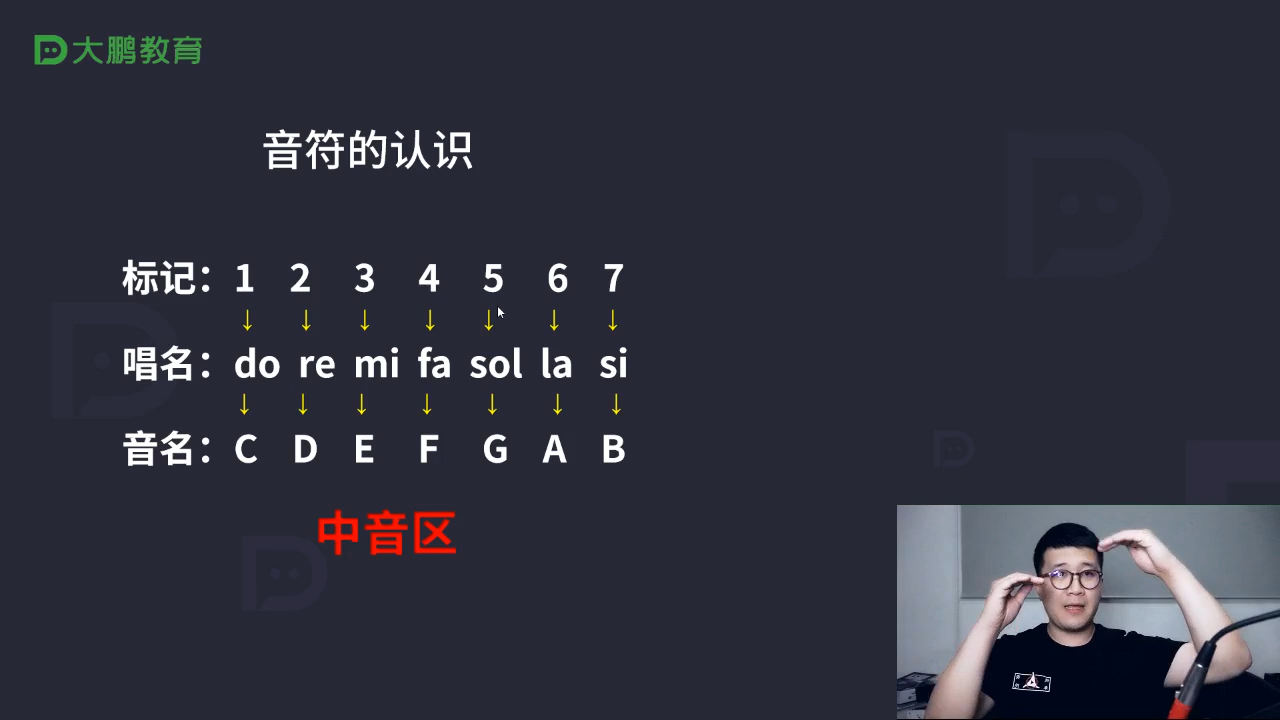 大鹏教育
音符的认识
标记：1 2 3 4 5 6 7
↓ ↓ ↓ ↓ ↓ ↓ ↓
唱名：do re mi fa sol la si
↓ ↓ ↓ ↓ ↓ ↓ ↓
音名：C D E F G A B
中音区